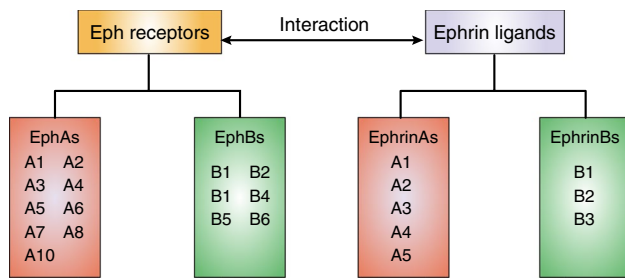 Eph receptors
Interaction
Ephrin ligands
EphAs
A1 A2
A3 A4
A5 A6
A7 A8
A10
EphBs
B1 B2
B1 B4
B5 B6
EphrinAs
A1
A2
A3
A4
A5
EphrinBs
B1
B2
B3